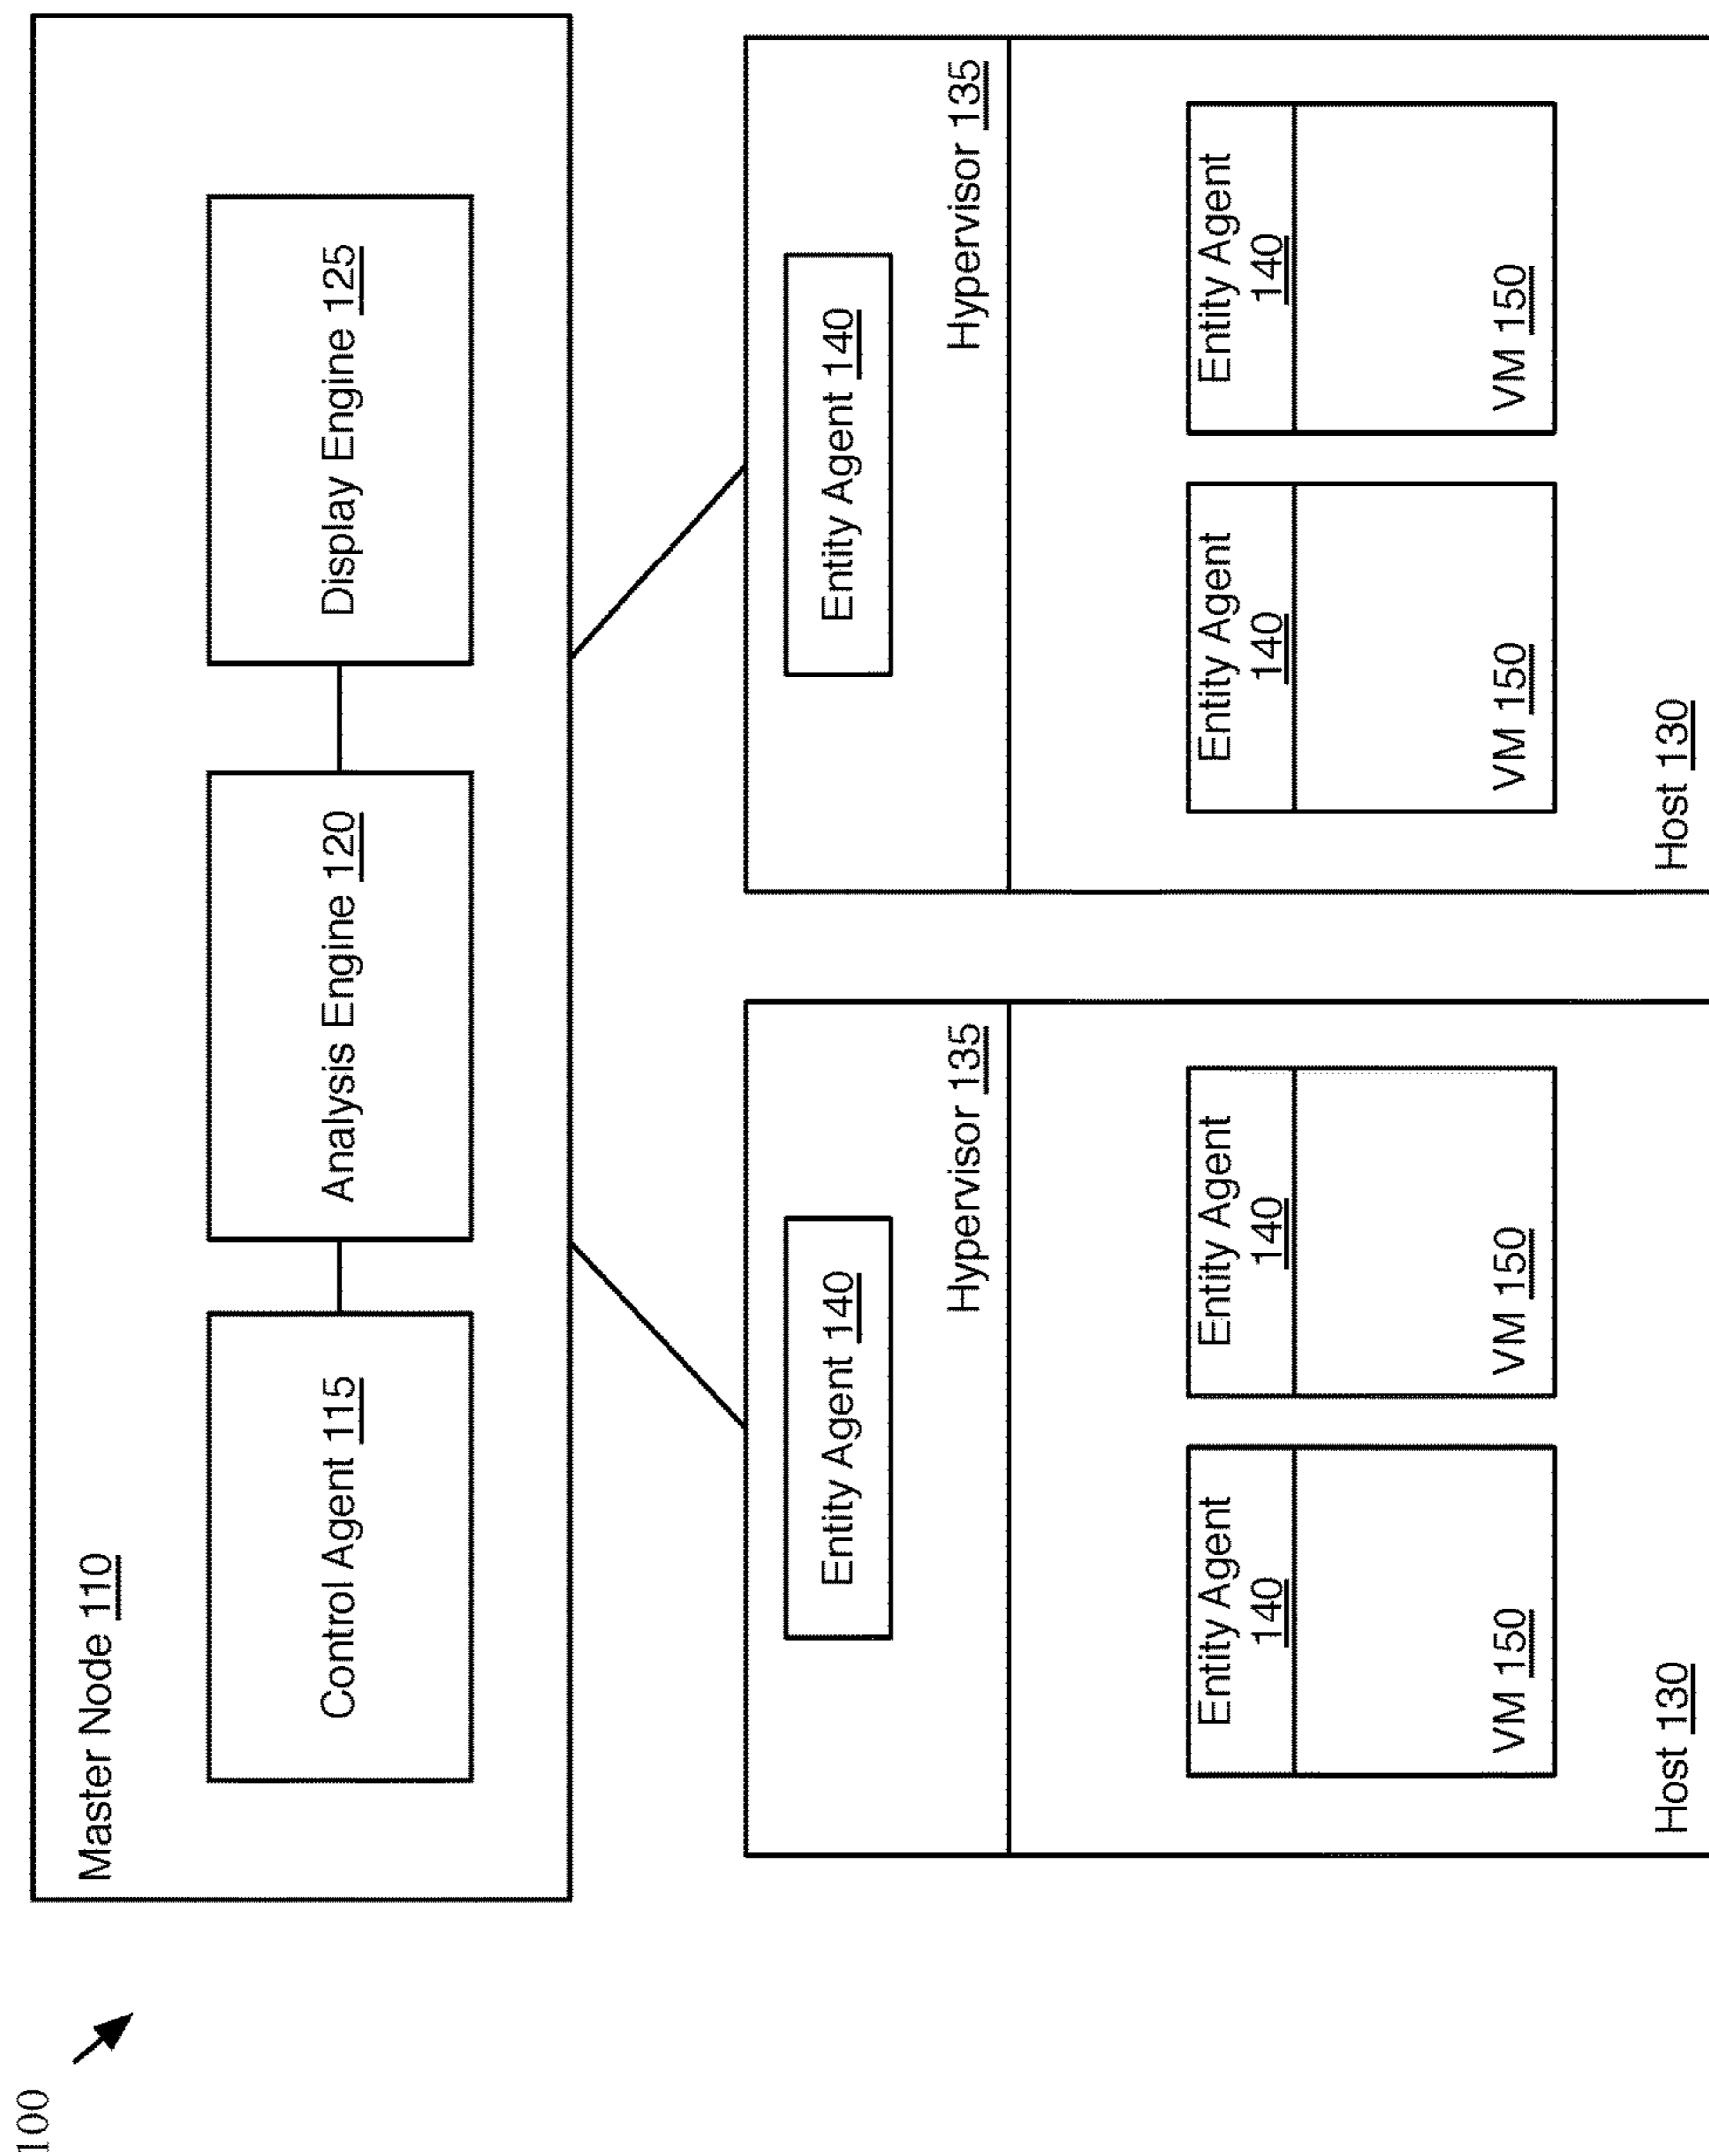 100
Master Node 110
Control Agent 115
Analysis Engine 120
Display Engine 125
Entity Agent 140
Hypervisor 135
Entity Agent
140
VM 150
Entity Agent
140
VM 150
Host 130
Entity Agent 140
Hypervisor 135
Entity Agent
140
VM 150
Entity Agent
140
VM 150
Host 130